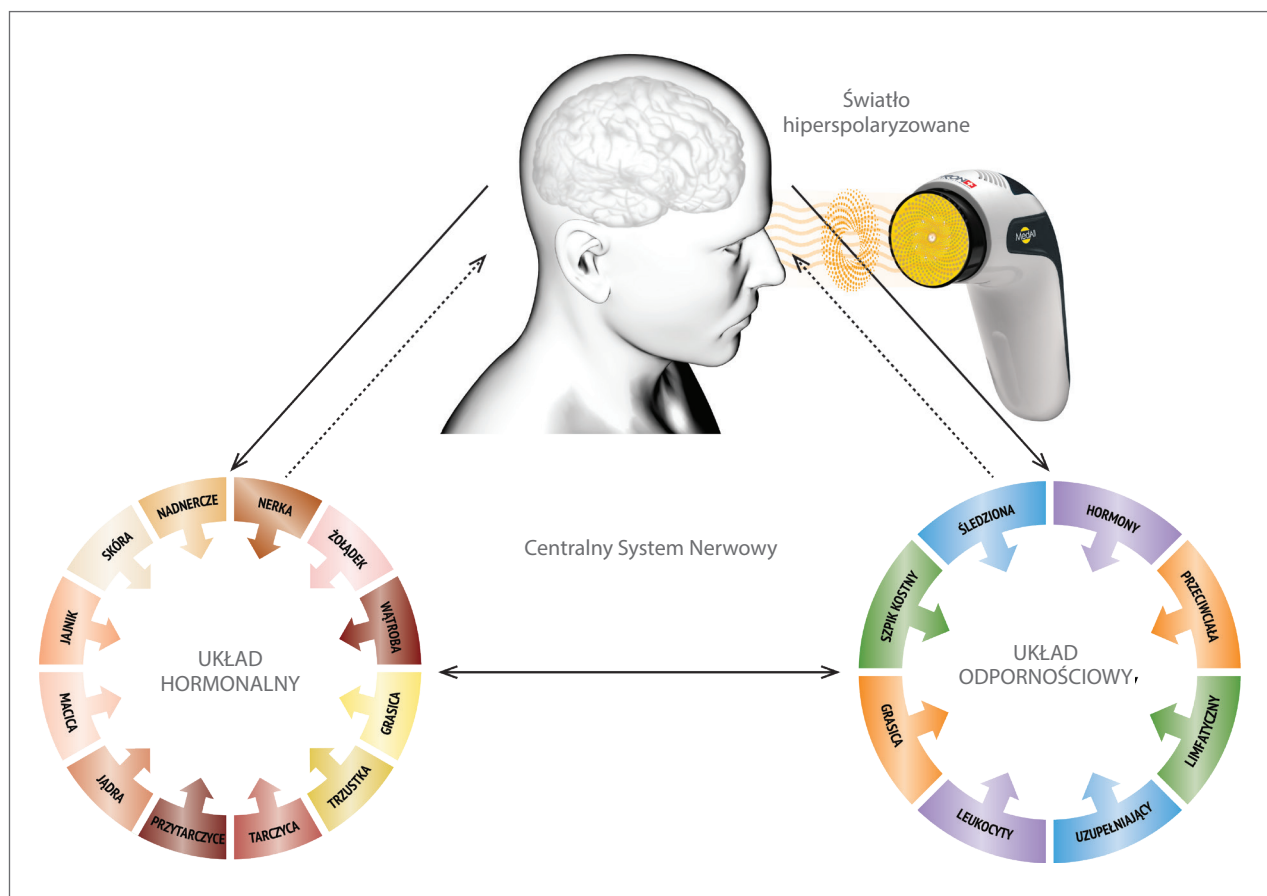 Światło
hiperspolaryzowane
MedAll
Centralny System Nerwowy
NADNERCZE
NERKA
ŻOŁĄDEK
WĄTROBA
GRASICA
TRZUSTKA
TARCZYCA
PRZYTARCZYCE
JĄDRA
MACICA
JAJNIK
SKÓRA
UKŁAD
HORMONALNY
ŚLEDZIONA
HORMONY
PRZECIWCIAŁA
LIMFATYCZNY
UZUPEŁNIAJĄCY
LEUKOCYTY
GRASICA
SZPIK KOSTNY
UKŁAD
ODPORNOŚCIOWY,